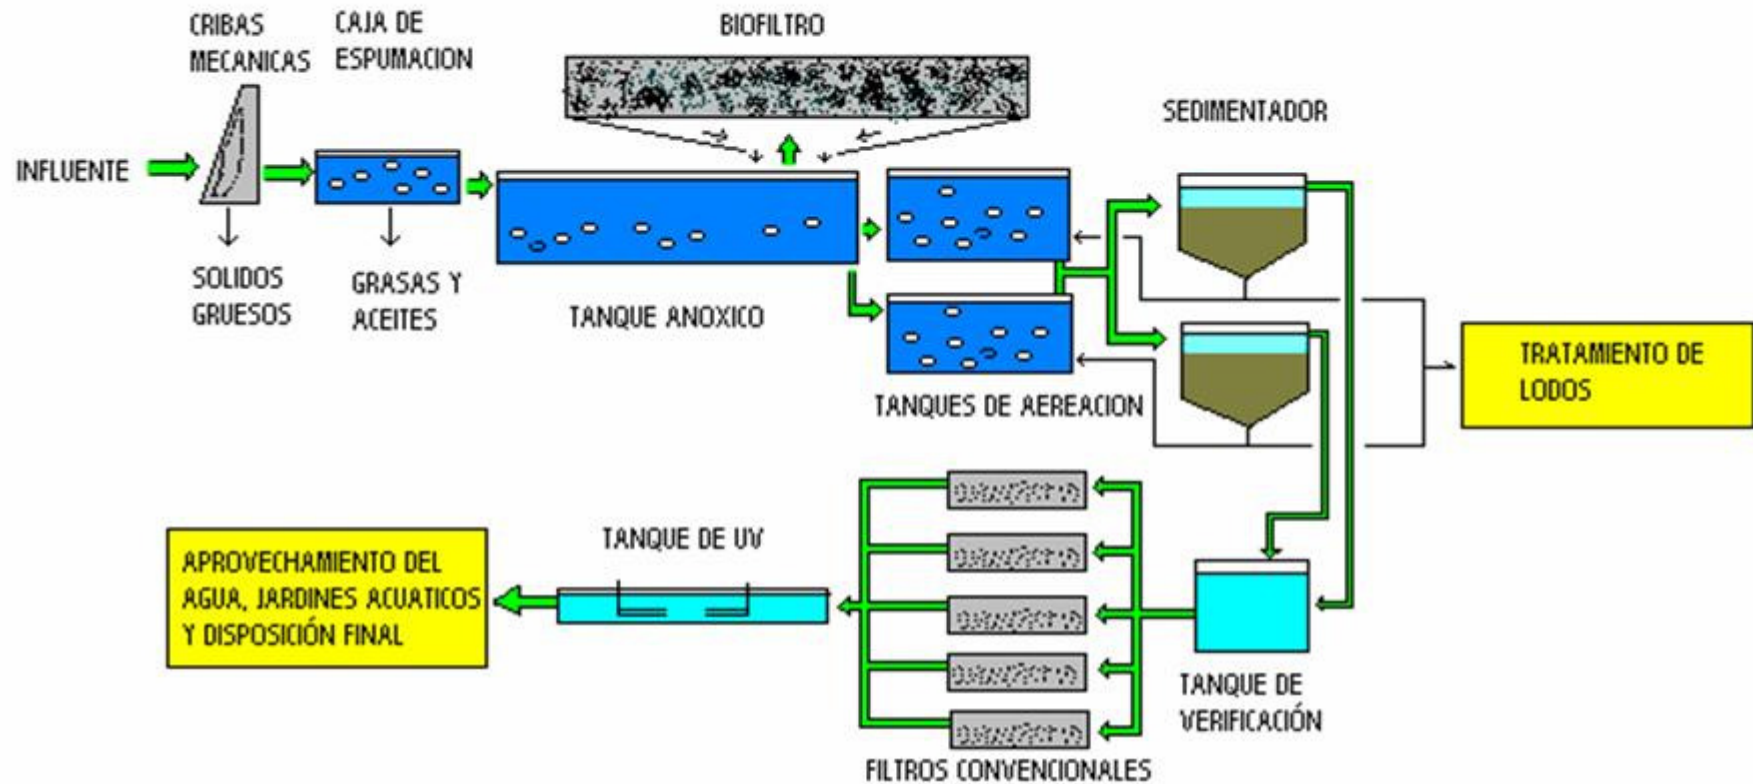 CRIBAS
MECANICAS
CAJA DE
ESPUMACION
BIOFILTRO
SEDIMENTADOR
INFLUENTE
SOLIDOS
GRUESOS
GRASAS Y
ACEITES
TANQUE ANOXICO
TANQUES DE AEREACION
TRATAMIENTO DE
LODOS
APROVECHAMIENTO DEL
AGUA, JARDINES ACUATICOS
Y DISPOSICIÓN FINAL
TANQUE DE UV
TANQUE DE
VERIFICACIÓN
FILTROS CONVENCIONALES